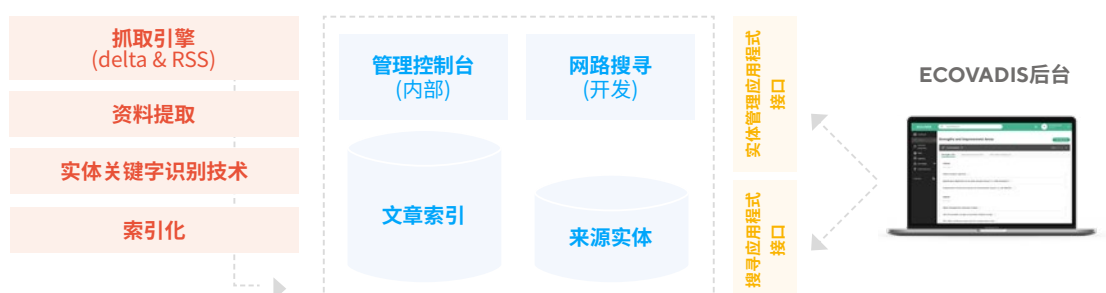 抓取引擎
(delta & RSS)
资料提取
实体关键字识别技术
索引化
管理控制台
(内部)
网路搜寻
(开发)
文章索引
来源实体
实体管理应用程式
接口
搜寻应用程式
接口
ECOVADIS后台